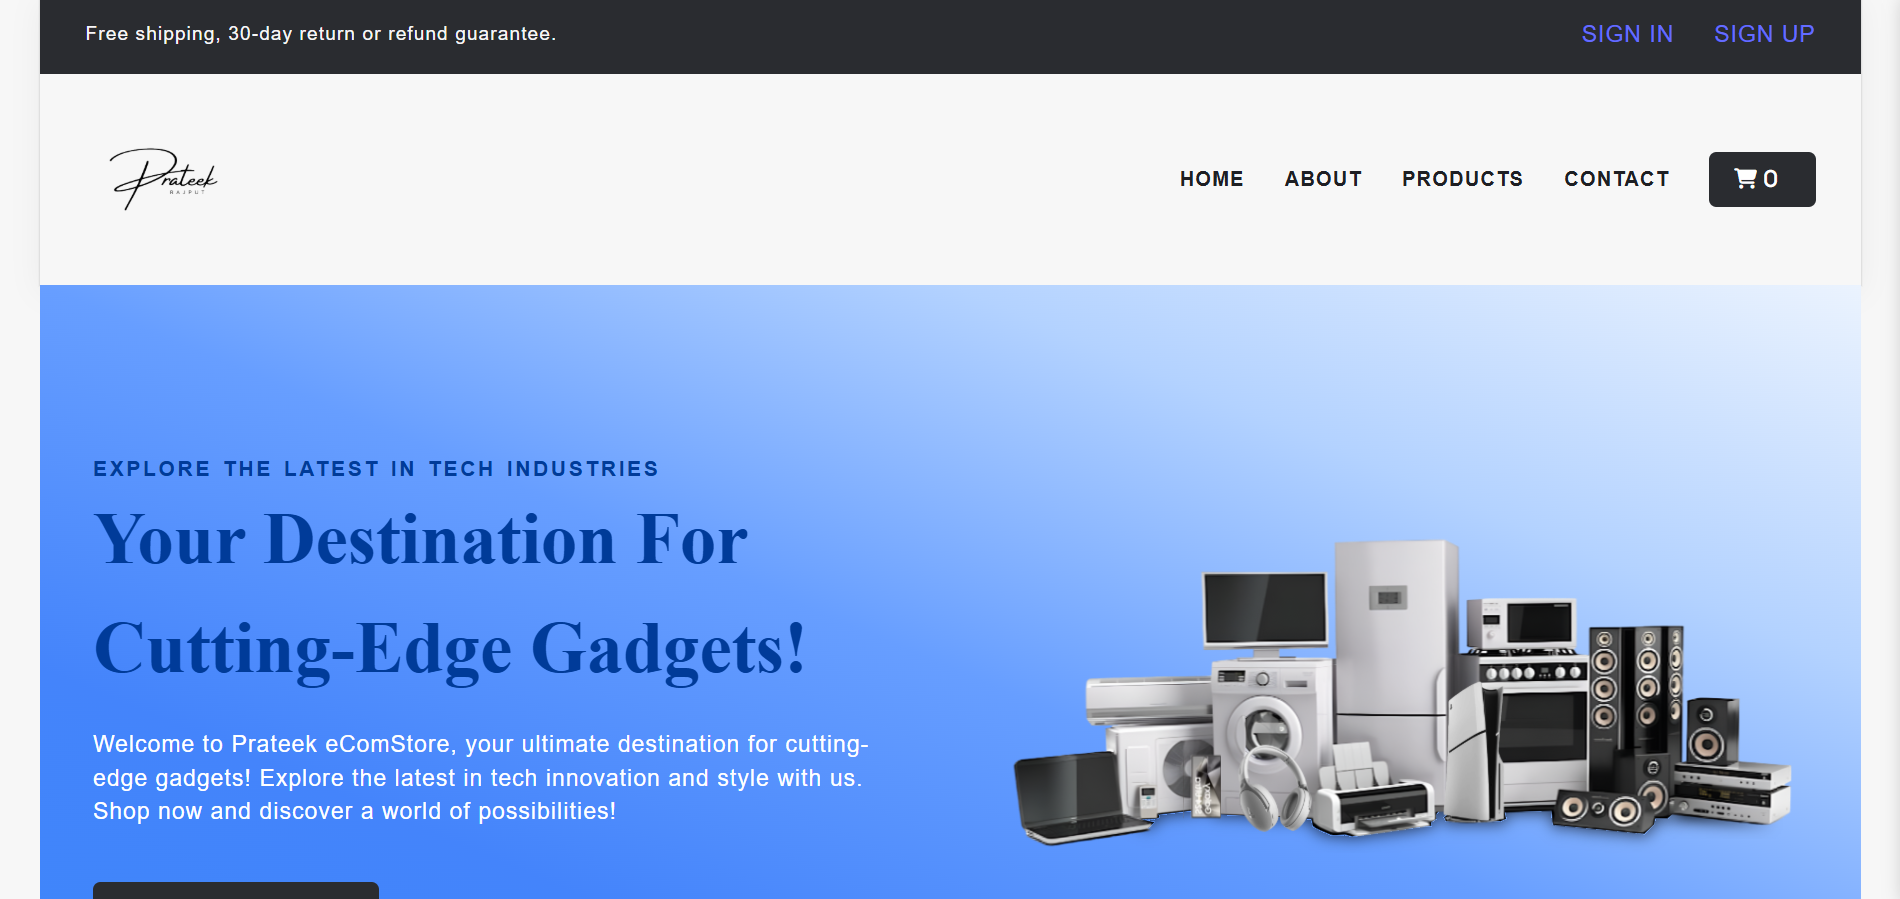 Free shipping, 30-day return or refund guarantee.
SIGN IN SIGN UP
Prateek
RAJPUT
HOME ABOUT PRODUCTS CONTACT 0
EXPLORE THE LATEST IN TECH INDUSTRIES
Your Destination For
Cutting-Edge Gadgets!
Welcome to Prateek eComStore, your ultimate destination for cutting-
edge gadgets! Explore the latest in tech innovation and style with us.
Shop now and discover a world of possibilities!